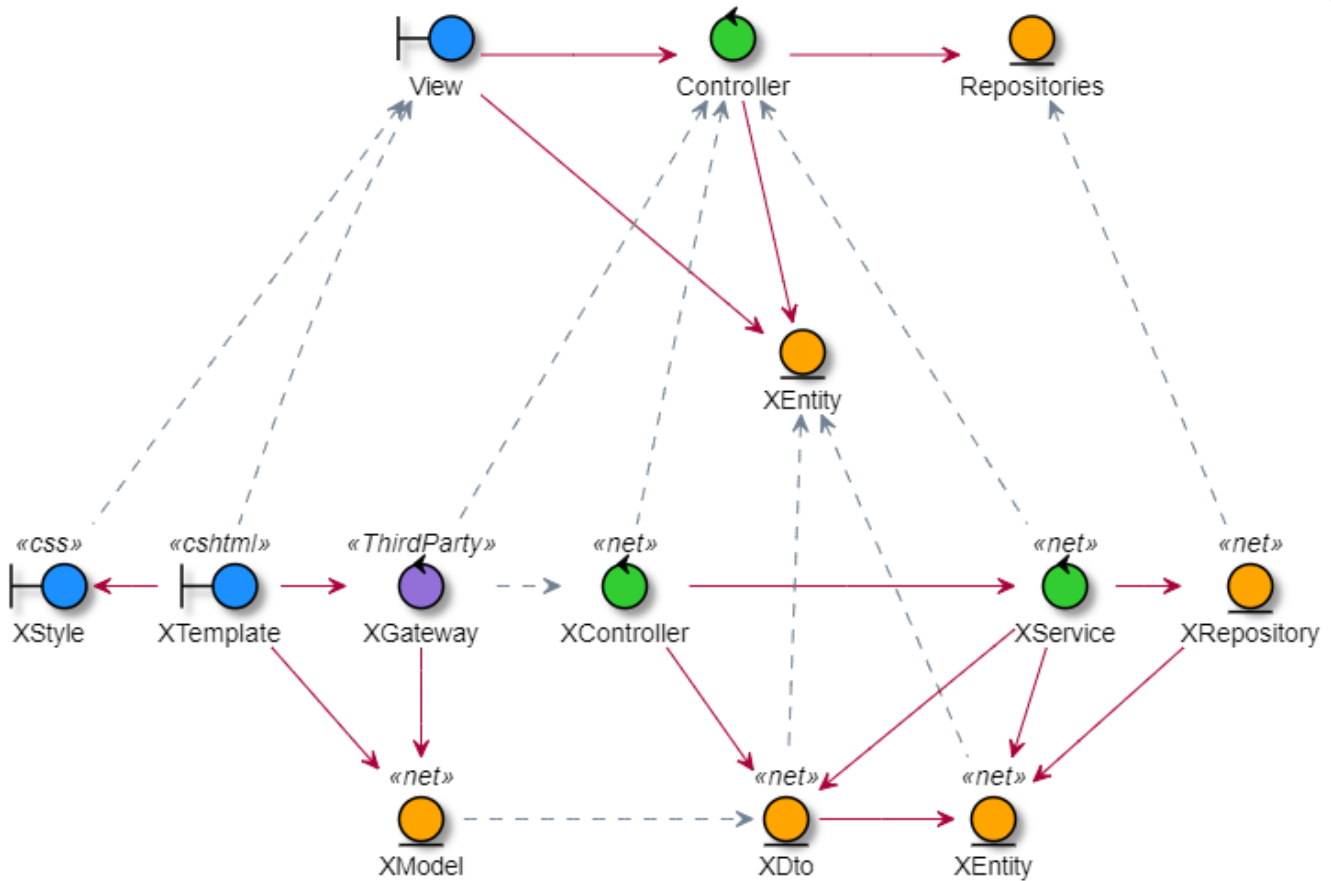 View
Controller
Repositories
XEntity
«css»
«cshtml»
«ThirdParty»
«net»
«net»
«net»
XStyle
XTemplate
XGateway
XController
XService
XRepository
«net»
«net»
«net»
XModel
XDto
XEntity